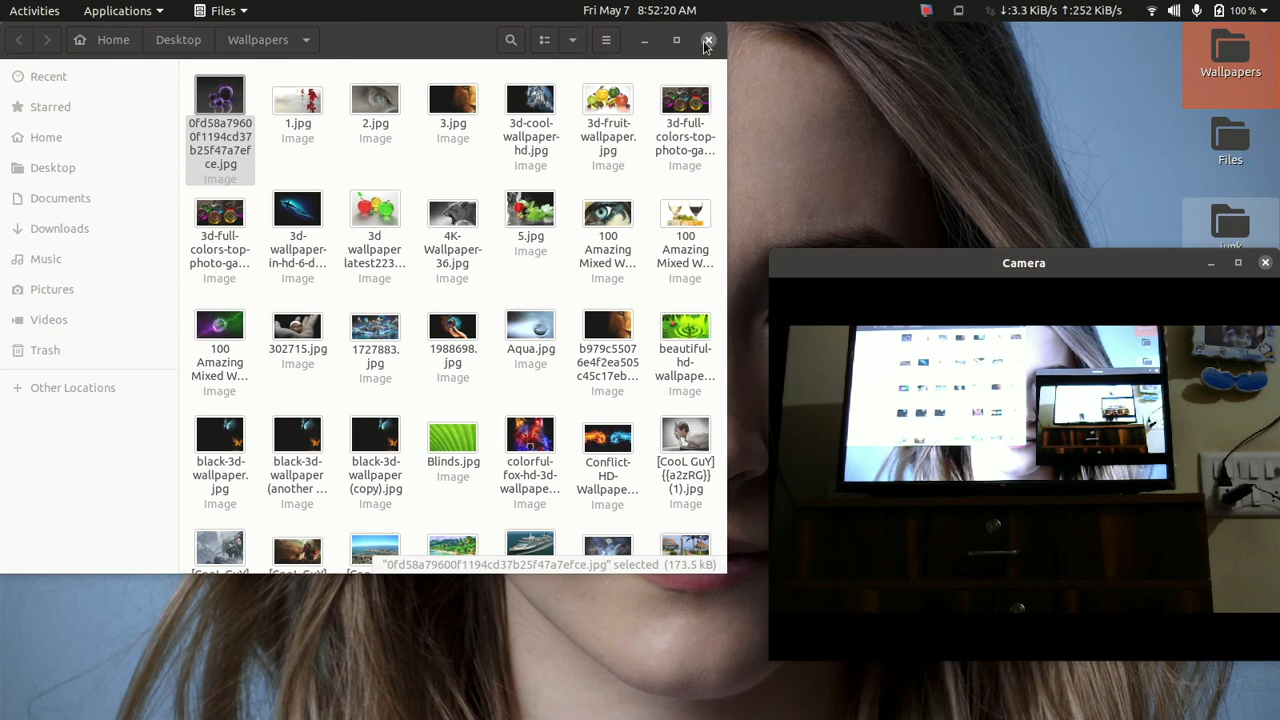 Activities Applications Files Fri May 7 8:52:20 AM ↓:3.3 KiB/s ↑:252 KiB/s 100 %
Home Desktop Wallpapers
Recent
Starred
Home
Desktop
Documents
Downloads
Music
Pictures
Videos
Trash
Other Locations
0fd58a7960
0f1194cd37
b25f47a7ef
ce.jpg
Image
1.jpg
Image
2.jpg
Image
3.jpg
Image
3d-cool-
wallpaper-
hd.jpg
Image
3d-fruit-
wallpaper.
jpg
Image
3d-full-
colors-top-
photo-ga...
Image
3d-full-
colors-top-
photo-ga...
Image
3d-
wallpaper-
in-hd-6-d...
Image
3d
wallpaper
latest223...
Image
4K-
Wallpaper-
36.jpg
Image
5.jpg
Image
100
Amazing
Mixed W...
Image
100
Amazing
Mixed W...
Image
100
Amazing
Mixed W...
Image
302715.jpg
Image
1727883.
jpg
Image
1988698.
jpg
Image
Aqua.jpg
Image
b979c5507
6e4f2ea505
c45c17eb...
Image
beautiful-
hd-
wallpape...
Image
black-3d-
wallpaper.
jpg
Image
black-3d-
wallpaper
(another ...
Image
black-3d-
wallpaper
(copy).jpg
Image
Blinds.jpg
Image
colorful-
fox-hd-3d-
wallpape...
Image
Conflict-
HD-
Wallpape...
Image
[CooL GuY]
{{a2zRG}}
(1).jpg
Image
"0fd58a79600f1194cd37b25f47a7efce.jpg" selected (173.5 kB)
Wallpapers
Files
junk
Camera